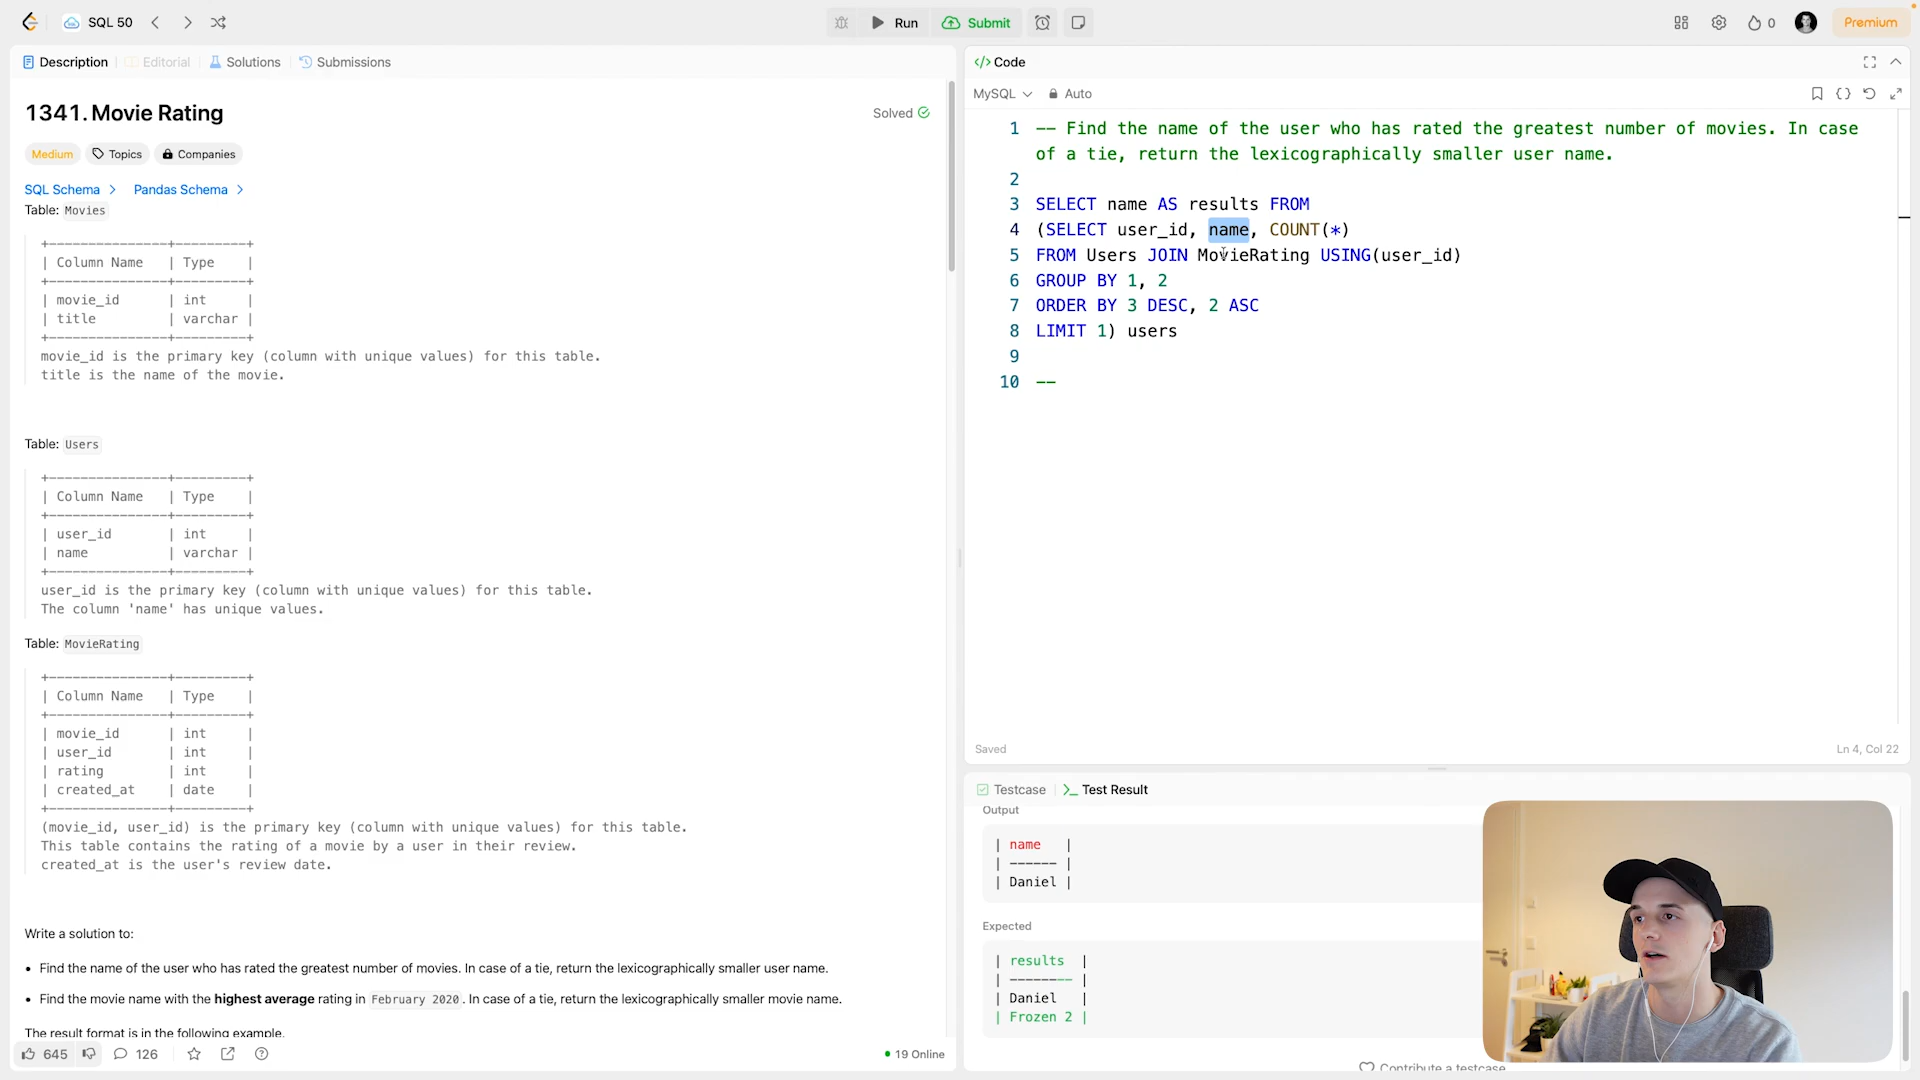 SQL 50
Run
Submit
0
Premium
Description
Editorial
Solutions
Submissions
1341. Movie Rating
Solved
Medium
Topics
Companies
SQL Schema
Pandas Schema
Table: Movies
+---------------+---------+
| Column Name   | Type    |
+---------------+---------+
| movie_id      | int     |
| title         | varchar |
+---------------+---------+
movie_id is the primary key (column with unique values) for this table.
title is the name of the movie.
Table: Users
+---------------+---------+
| Column Name   | Type    |
+---------------+---------+
| user_id       | int     |
| name          | varchar |
+---------------+---------+
user_id is the primary key (column with unique values) for this table.
The column 'name' has unique values.
Table: MovieRating
+---------------+---------+
| Column Name   | Type    |
+---------------+---------+
| movie_id      | int     |
| user_id       | int     |
| rating        | int     |
| created_at    | date    |
+---------------+---------+
(movie_id, user_id) is the primary key (column with unique values) for this table.
This table contains the rating of a movie by a user in their review.
created_at is the user's review date.
Write a solution to:
• Find the name of the user who has rated the greatest number of movies. In case of a tie, return the lexicographically smaller user name.
• Find the movie name with the highest average rating in February 2020. In case of a tie, return the lexicographically smaller movie name.
The result format is in the following example.
645
126
19 Online
</> Code
MySQL
Auto
1 -- Find the name of the user who has rated the greatest number of movies. In case
of a tie, return the lexicographically smaller user name.
2
3 SELECT name AS results FROM
4 (SELECT user_id, name, COUNT(*)
5 FROM Users JOIN MovieRating USING(user_id)
6 GROUP BY 1, 2
7 ORDER BY 3 DESC, 2 ASC
8 LIMIT 1) users
9
10 --
Saved
Ln 4, Col 22
Testcase
Test Result
Output
| name   |
| ------ |
| Daniel |
Expected
| results  |
| -------- |
| Daniel   |
| Frozen 2 |
Contribute a testcase